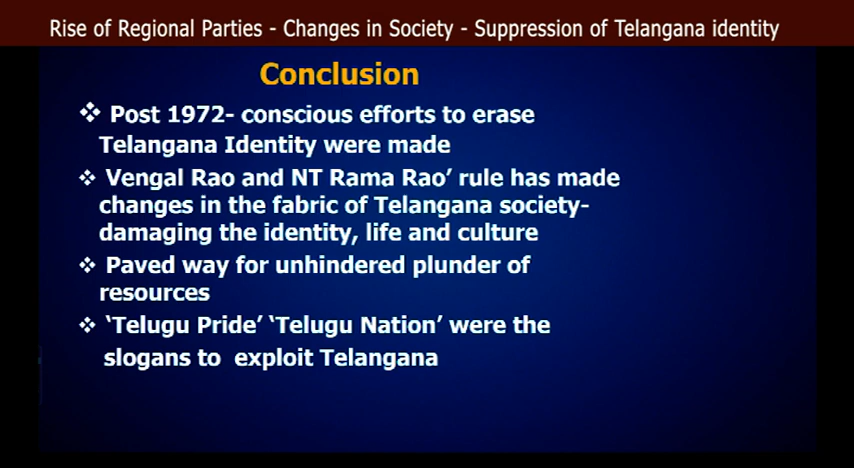 Rise of Regional Parties - Changes in Society - Suppression of Telangana identity
Conclusion
❖ Post 1972- conscious efforts to erase
Telangana Identity were made
❖ Vengal Rao and NT Rama Rao’ rule has made
changes in the fabric of Telangana society-
damaging the identity, life and culture
❖ Paved way for unhindered plunder of
resources
❖ ‘Telugu Pride’ ‘Telugu Nation’ were the
slogans to exploit Telangana